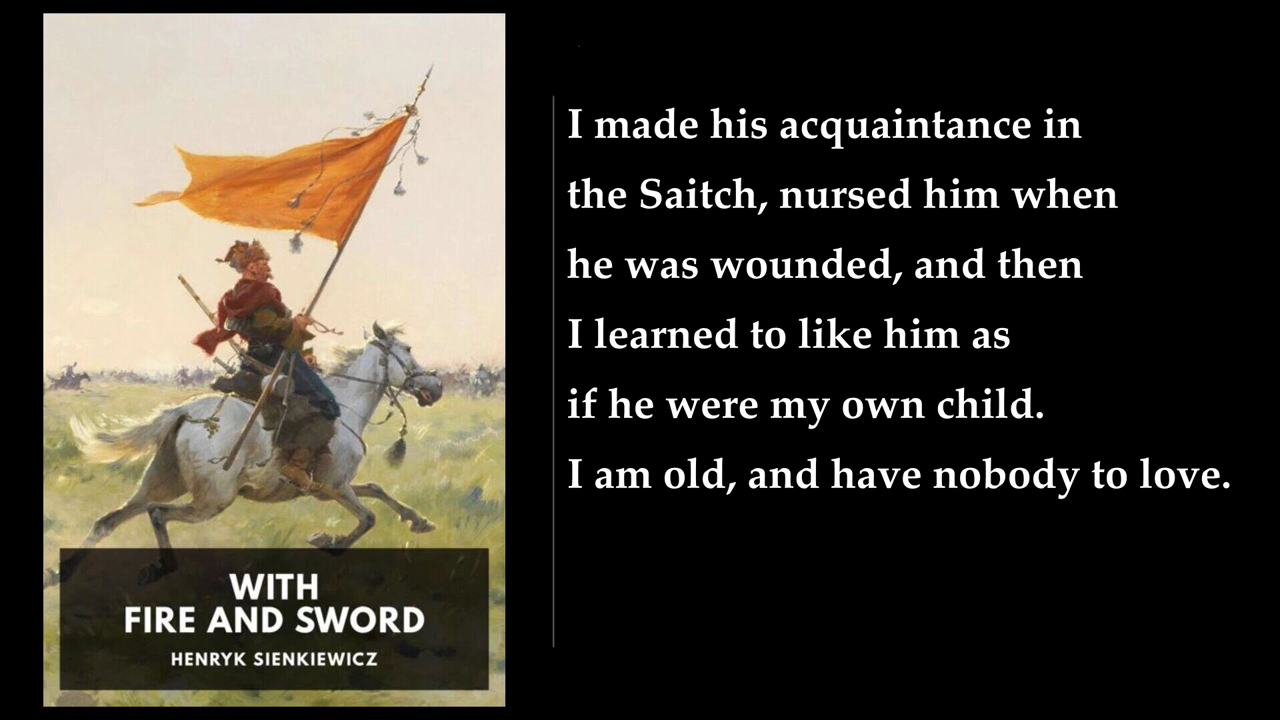 WITH
FIRE AND SWORD
HENRYK SIENKIEWICZ
I made his acquaintance in
the Saitch, nursed him when
he was wounded, and then
I learned to like him as
if he were my own child.
I am old, and have nobody to love.